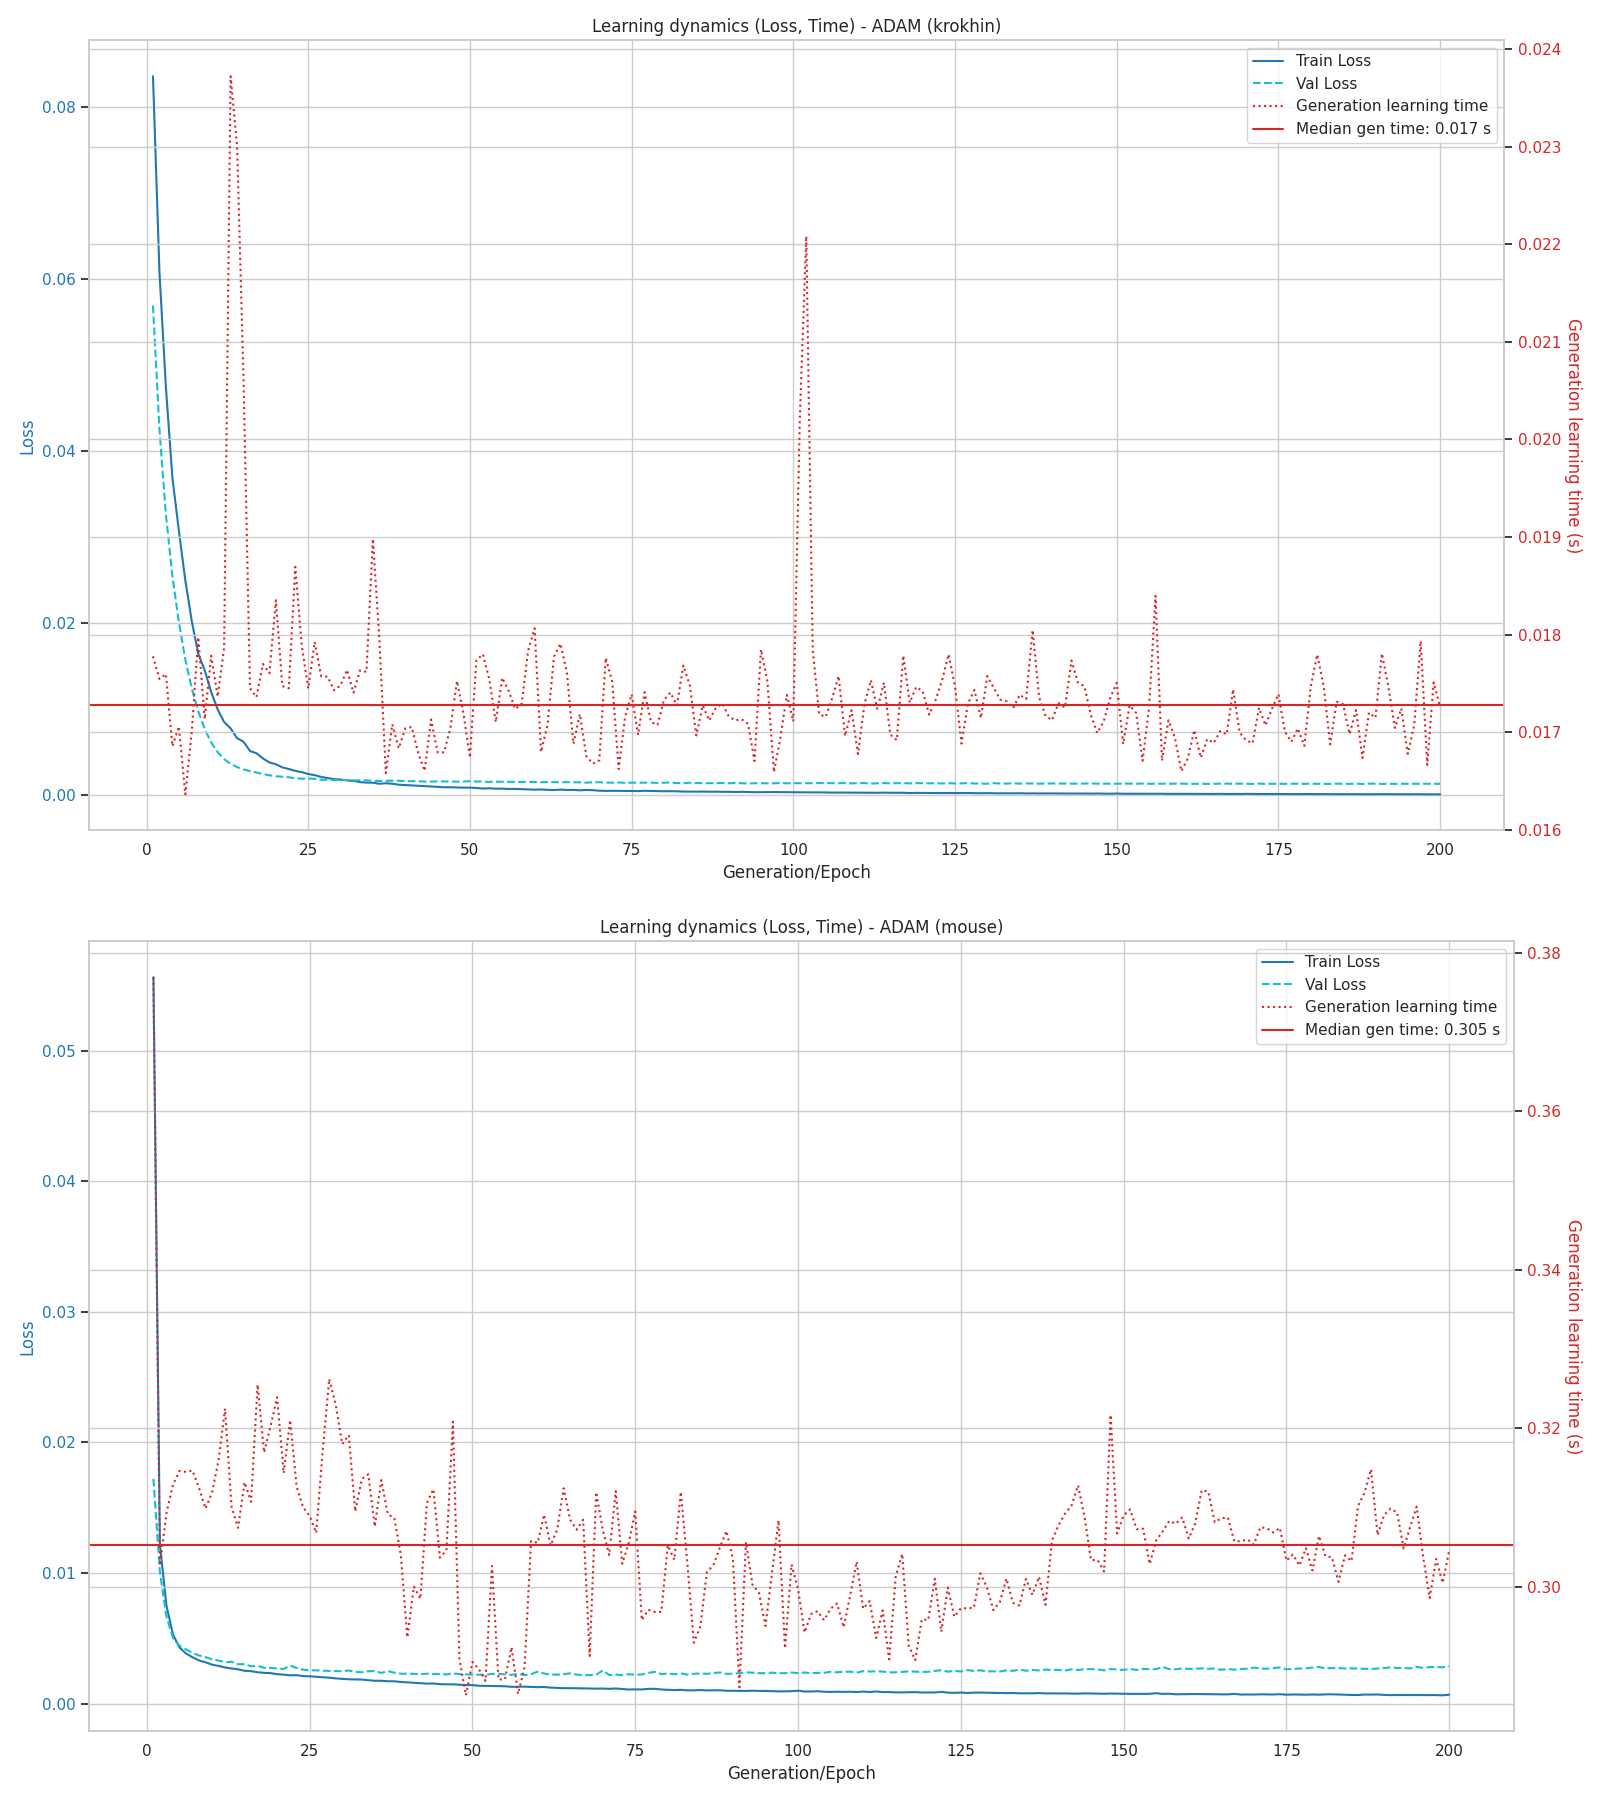 Learning dynamics (Loss, Time) - ADAM (krokhin)
Train Loss
Val Loss
Generation learning time
Median gen time: 0.017 s
0.08
0.06
0.04
0.02
0.00
Loss
0.024
0.023
0.022
0.021
0.020
0.019
0.018
0.017
0.016
Generation learning time (s)
0 25 50 75 100 125 150 175 200
Generation/Epoch
Learning dynamics (Loss, Time) - ADAM (mouse)
Train Loss
Val Loss
Generation learning time
Median gen time: 0.305 s
0.05
0.04
0.03
0.02
0.01
0.00
Loss
0.38
0.36
0.34
0.32
0.30
Generation learning time (s)
0 25 50 75 100 125 150 175 200
Generation/Epoch